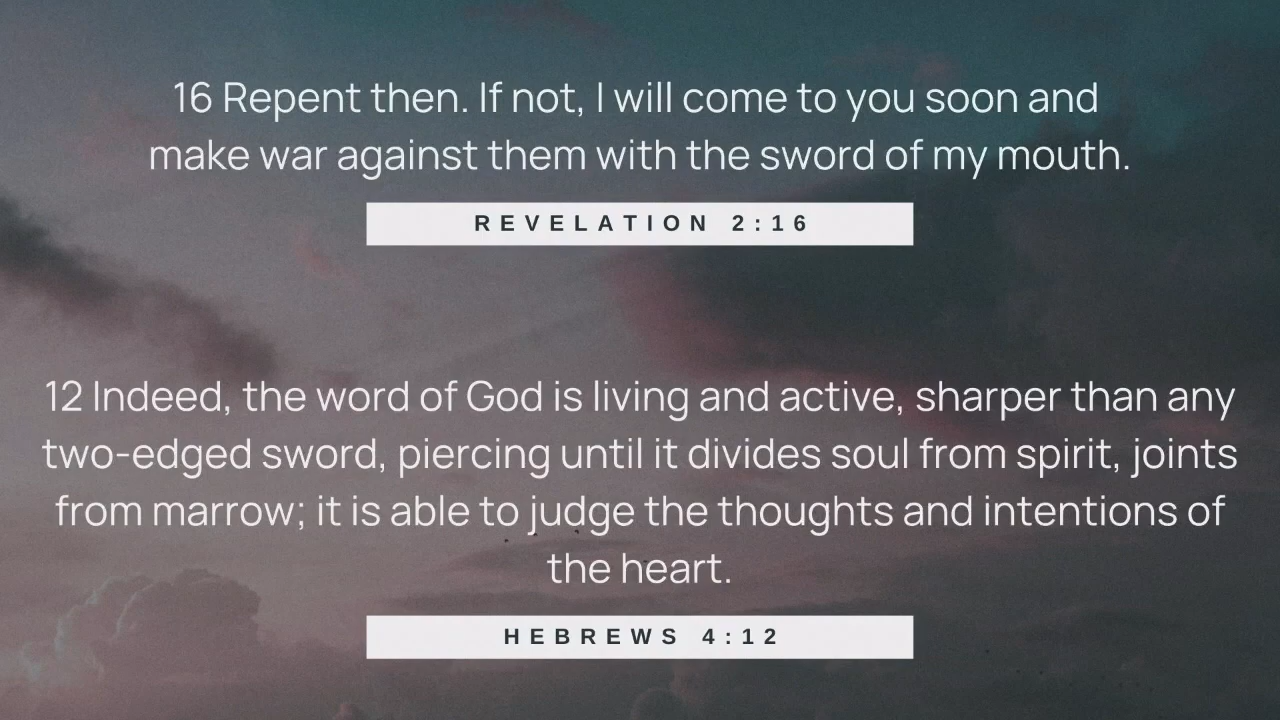 16 Repent then. If not, I will come to you soon and
make war against them with the sword of my mouth.
REVELATION 2:16
12 Indeed, the word of God is living and active, sharper than any
two-edged sword, piercing until it divides soul from spirit, joints
from marrow; it is able to judge the thoughts and intentions of
the heart.
HEBREWS 4:12